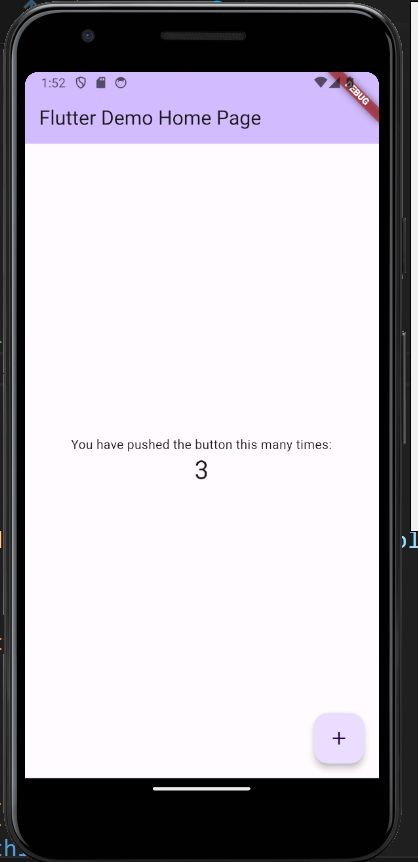 1:52
DEBUG
Flutter Demo Home Page
You have pushed the button this many times:
3
+